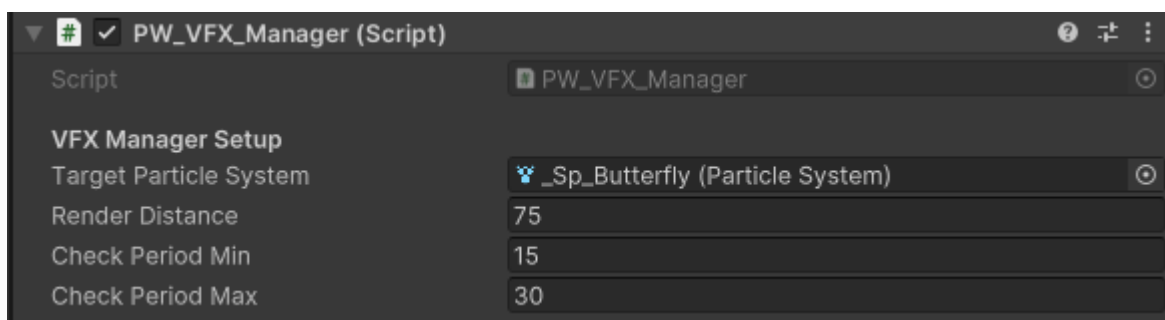 PW_VFX_Manager (Script)
Script PW_VFX_Manager
VFX Manager Setup
Target Particle System _Sp_Butterfly (Particle System)
Render Distance 75
Check Period Min 15
Check Period Max 30